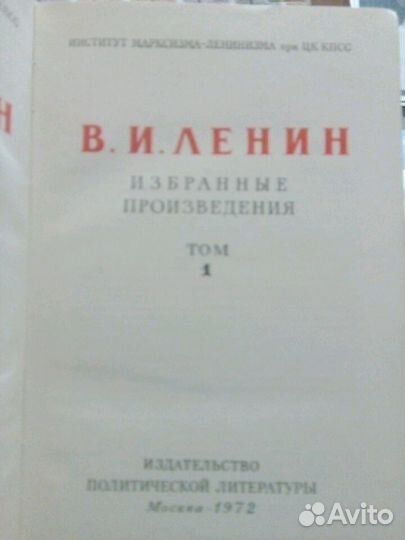 ИНСТИТУТ МАРКСИЗМА-ЛЕНИНИЗМА при ЦК КПСС
Н
В. И. ЛЕНИН
ИЗБРАННЫЕ
ПРОИЗВЕДЕНИЯ
ТОМ
1
ИЗДАТЕЛЬСТВО
ПОЛИТИЧЕСКОЙ ЛИТЕРАТУРЫ
Москва-1972
Avito